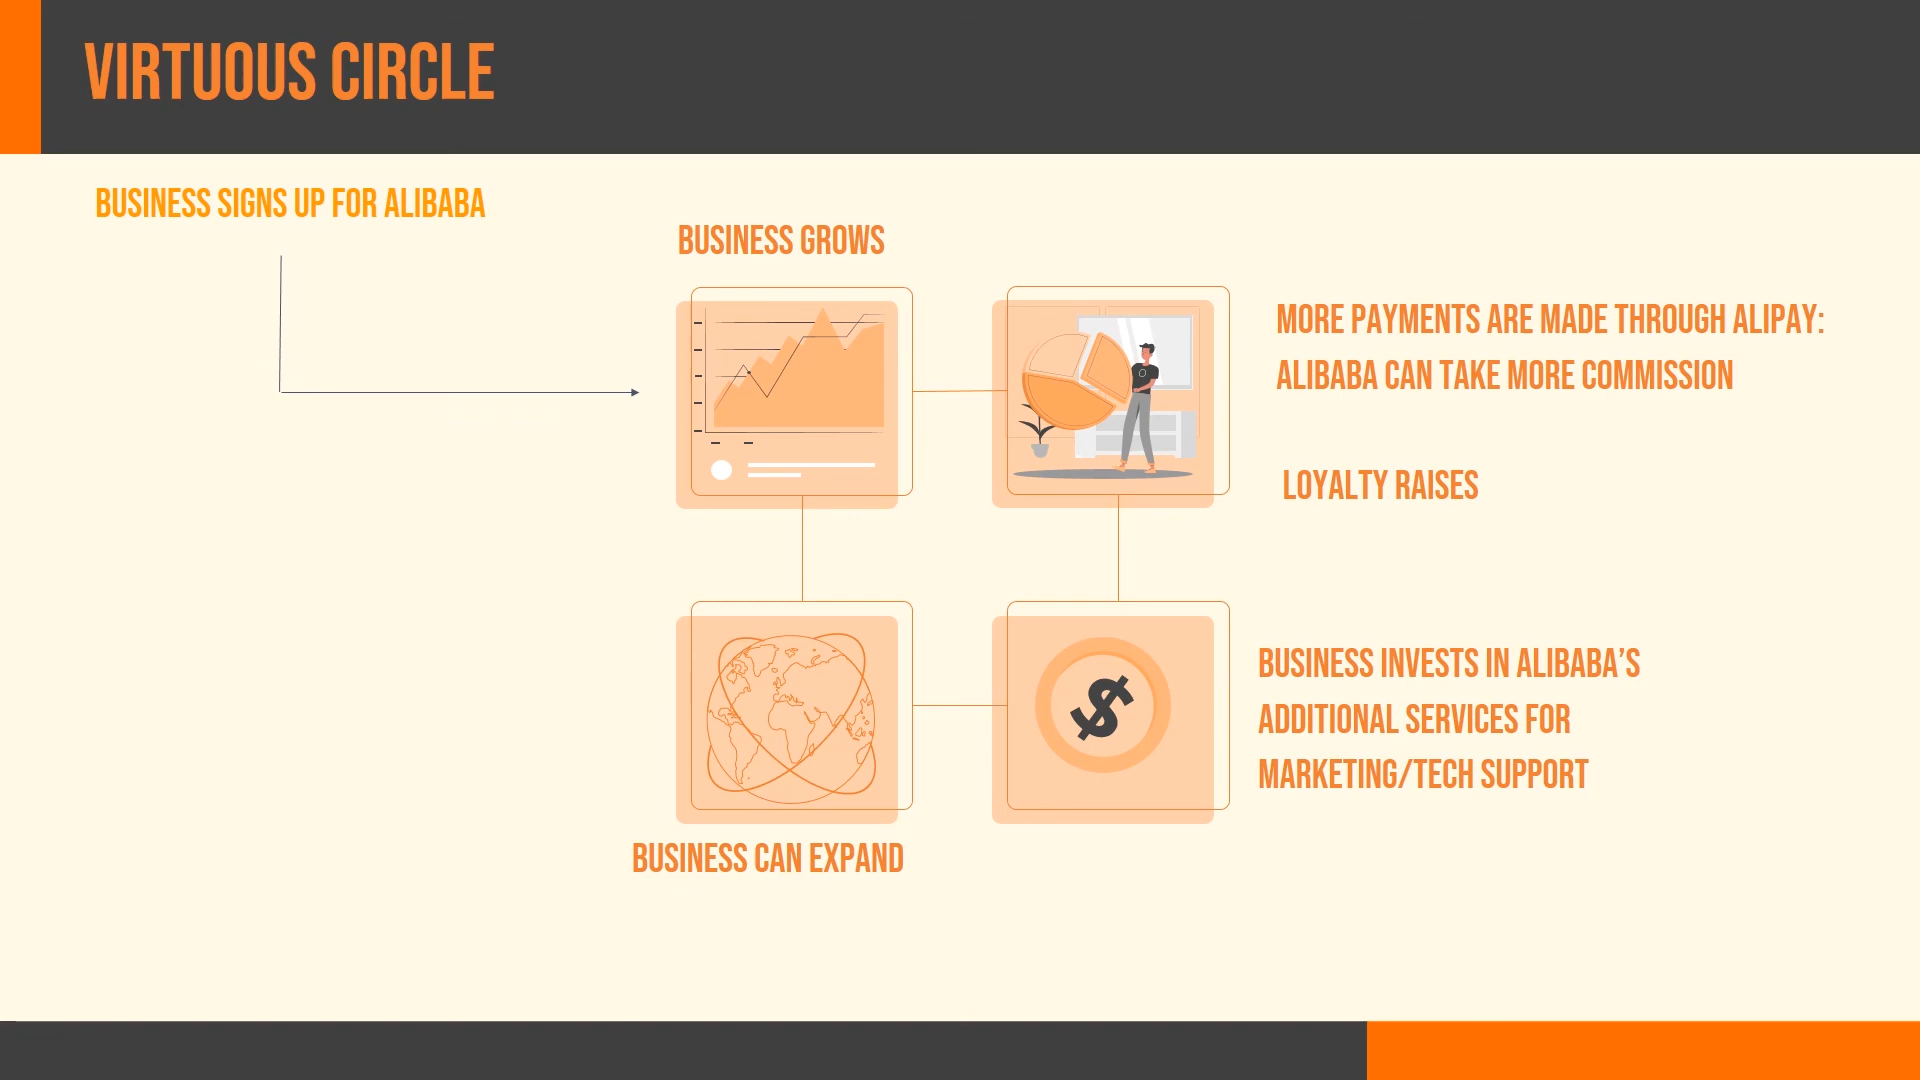 VIRTUOUS CIRCLE
BUSINESS SIGNS UP FOR ALIBABA
BUSINESS GROWS
MORE PAYMENTS ARE MADE THROUGH ALIPAY:
ALIBABA CAN TAKE MORE COMMISSION
LOYALTY RAISES
$
BUSINESS INVESTS IN ALIBABA'S
ADDITIONAL SERVICES FOR
MARKETING/TECH SUPPORT
BUSINESS CAN EXPAND